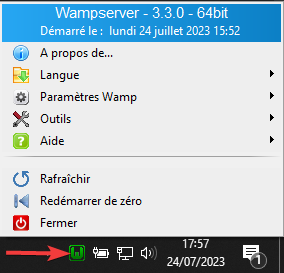 Wampserver - 3.3.0 - 64bit
Démarré le : lundi 24 juillet 2023 15:52
A propos de...
Langue
Paramètres Wamp
Outils
Aide
Rafraîchir
Redémarrer de zéro
Fermer
17:57
24/07/2023
1